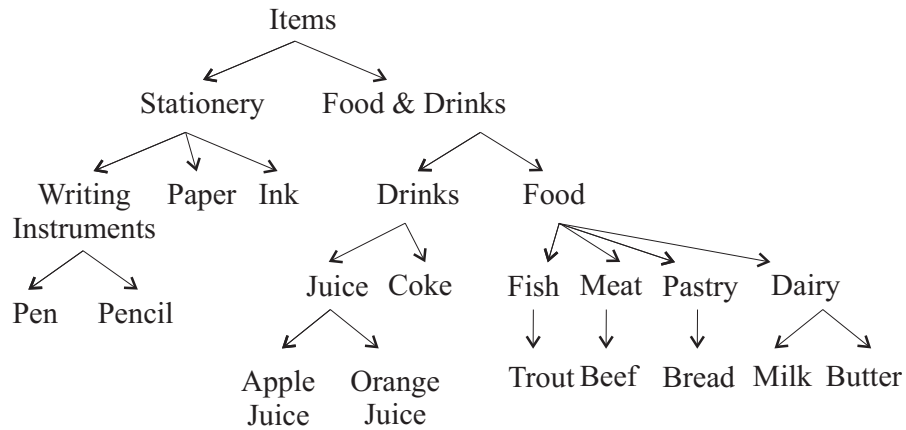 Items
Stationery Food & Drinks
Writing Instruments Paper Ink Drinks Food
Pen Pencil Juice Coke Fish Meat Pastry Dairy
Apple Juice Orange Juice Trout Beef Bread Milk Butter